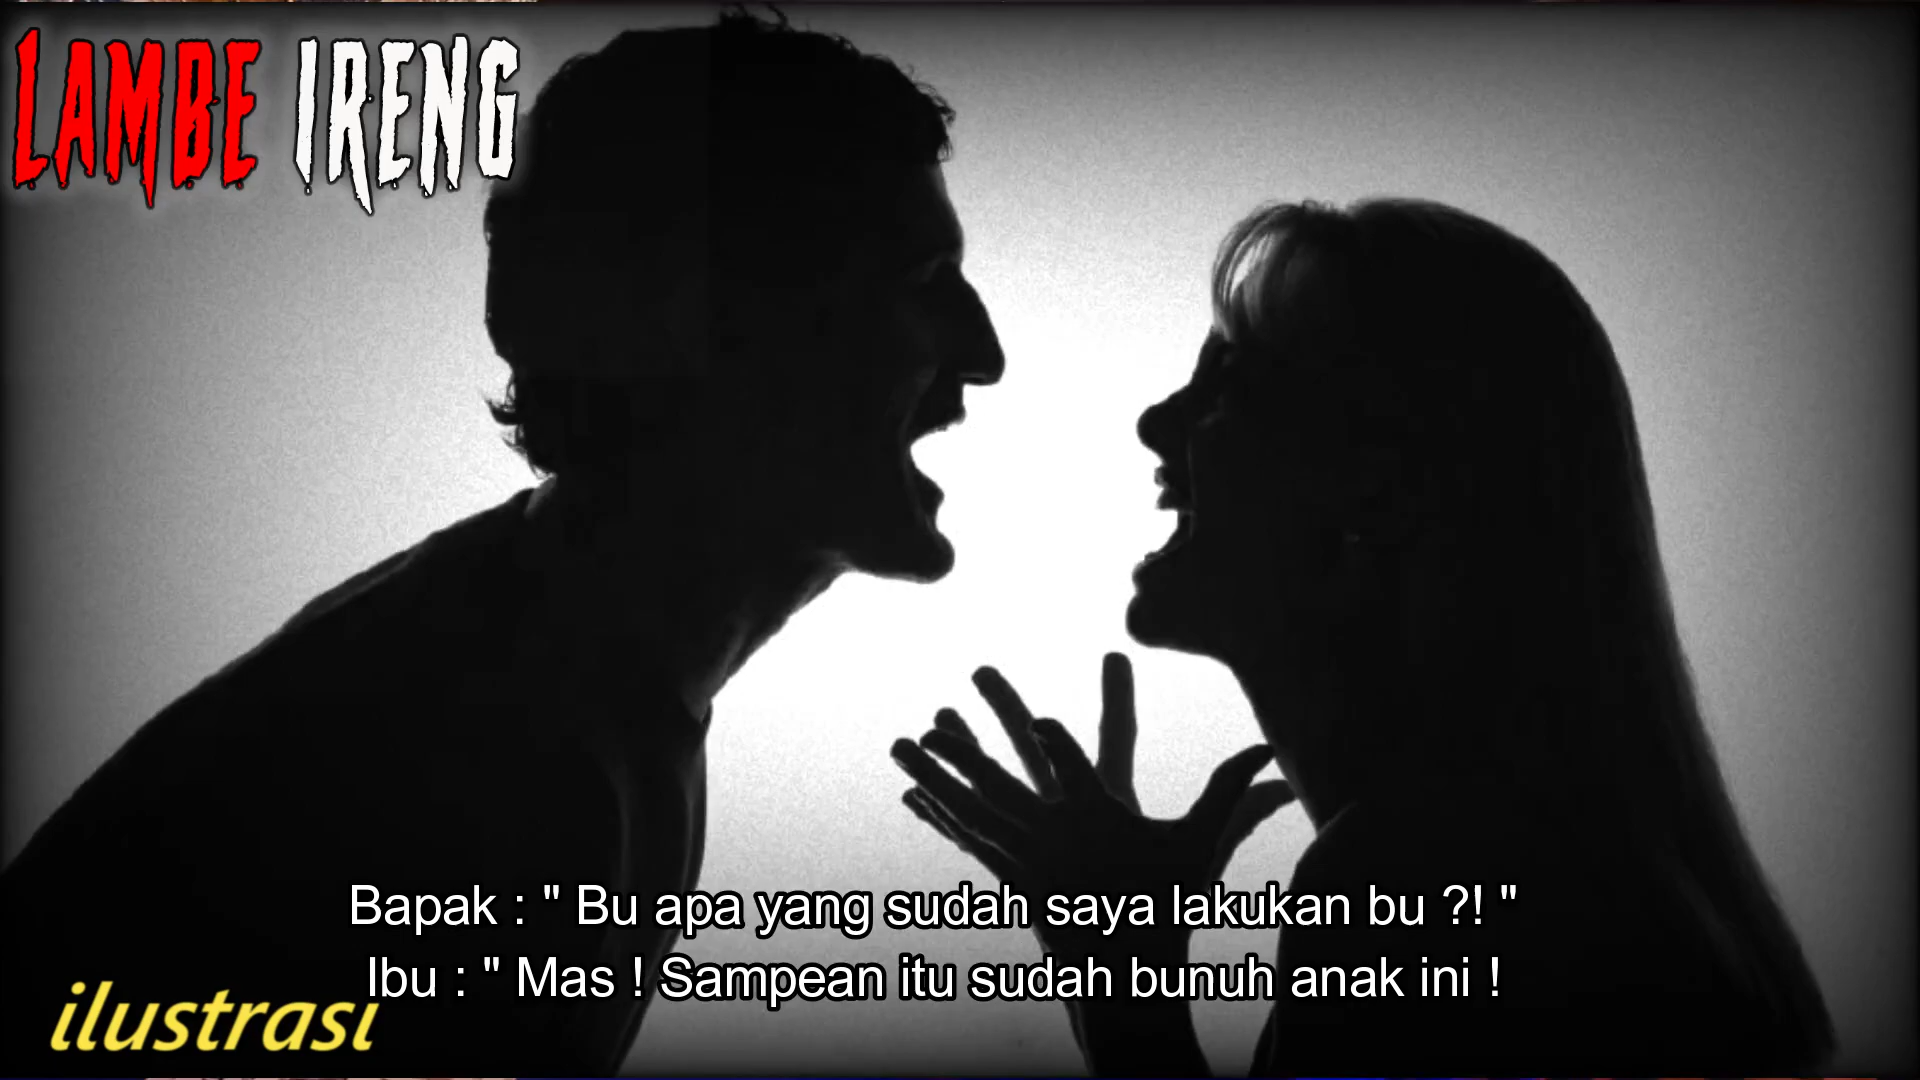 LAMBE IRENG
Bapak : " Bu apa yang sudah saya lakukan bu ?! "
Ibu : " Mas ! Sampean itu sudah bunuh anak ini !
ilustrasi